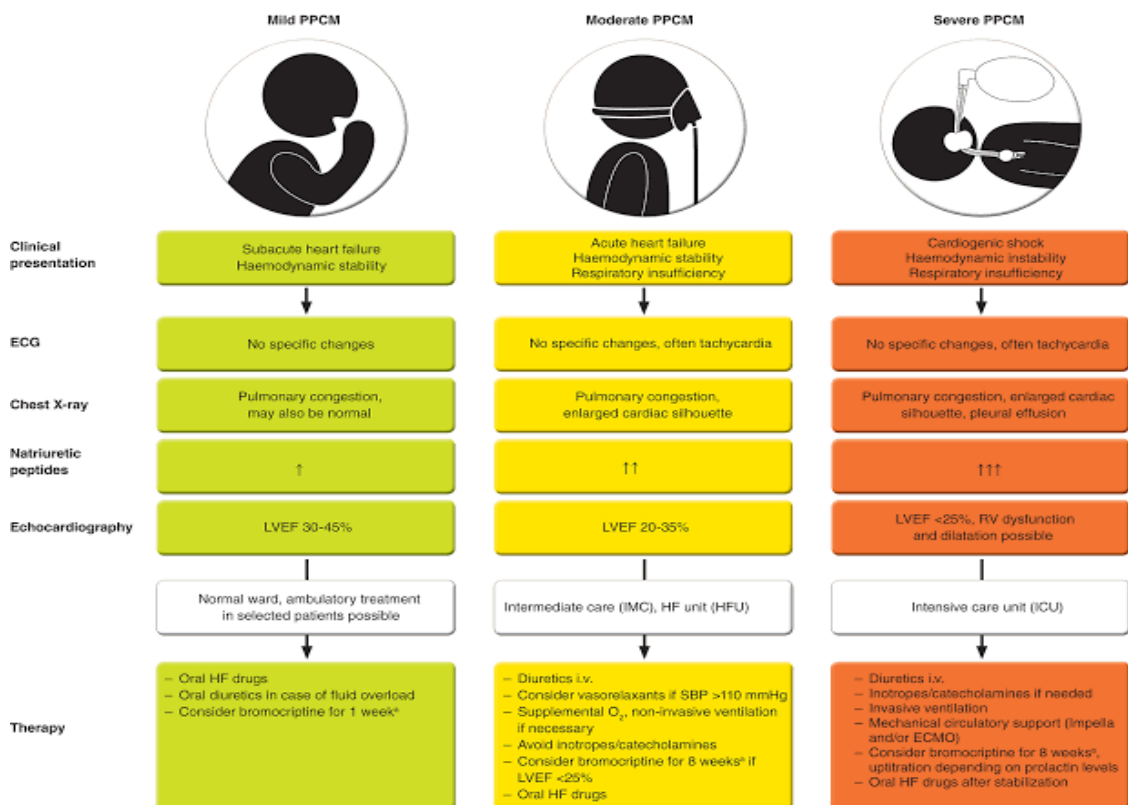 Mild PPCM
Moderate PPCM
Severe PPCM
Clinical
presentation
Subacute heart failure
Haemodynamic stability
Acute heart failure
Haemodynamic stability
Respiratory insufficiency
Cardiogenic shock
Haemodynamic instability
Respiratory insufficiency
ECG
No specific changes
No specific changes, often tachycardia
No specific changes, often tachycardia
Chest X-ray
Pulmonary congestion,
may also be normal
Pulmonary congestion,
enlarged cardiac silhouette
Pulmonary congestion, enlarged cardiac
silhouette, pleural effusion
Natriuretic
peptides
↑
↑↑
↑↑↑
Echocardiography
LVEF 30-45%
LVEF 20-35%
LVEF <25%, RV dysfunction
and dilatation possible
Normal ward, ambulatory treatment
in selected patients possible
Intermediate care (IMC), HF unit (HFU)
Intensive care unit (ICU)
Therapy
– Oral HF drugs
– Oral diuretics in case of fluid overload
– Consider bromocriptine for 1 weekᵃ
– Diuretics i.v.
– Consider vasorelaxants if SBP >110 mmHg
– Supplemental O₂, non-invasive ventilation
if necessary
– Avoid inotropes/catecholamines
– Consider bromocriptine for 8 weeksᵃ if
LVEF <25%
– Oral HF drugs
– Diuretics i.v.
– Inotropes/catecholamines if needed
– Invasive ventilation
– Mechanical circulatory support (Impella
and/or ECMO)
– Consider bromocriptine for 8 weeksᵃ,
uptitration depending on prolactin levels
– Oral HF drugs after stabilization